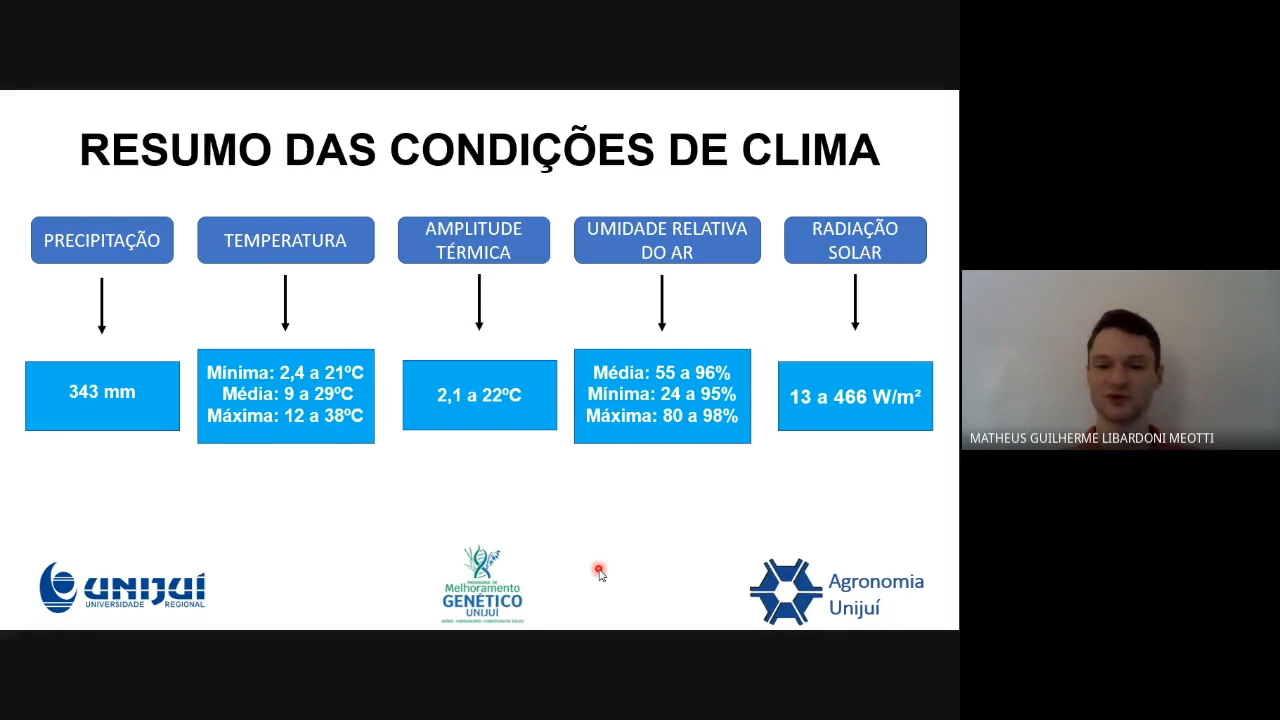 RESUMO DAS CONDIÇÕES DE CLIMA
PRECIPITAÇÃO
TEMPERATURA
AMPLITUDE
TÉRMICA
UMIDADE RELATIVA
DO AR
RADIAÇÃO
SOLAR
343 mm
Mínima: 2,4 a 21ºC
Média: 9 a 29ºC
Máxima: 12 a 38ºC
2,1 a 22ºC
Média: 55 a 96%
Mínima: 24 a 95%
Máxima: 80 a 98%
13 a 466 W/m²
MATHEUS GUILHERME LIBARDONI MEOTTI
UNIJUÍ
UNIVERSIDADE REGIONAL
PROGRAMA DE
Melhoramento
GENÉTICO
UNIJUÍ
Agronomia
Unijuí